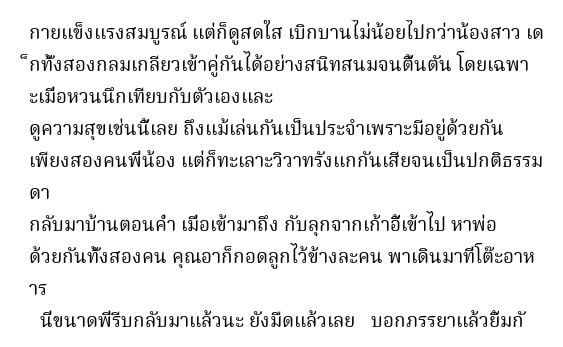 กายแข็งแรงสมบูรณ์ แต่ก็ดูสดใส เบิกบานไม่น้อยไปกว่าน้องสาว เด
็กทั้งสองกลมเกลียวเข้าคู่กันได้อย่างสนิทสนมจนตื้นตัน โดยเฉพา
ะเมื่อหวนนึกเทียบกับตัวเองและ
ดูความสุขเช่นนี้เลย ถึงแม้เล่นกันเป็นประจำเพราะมีอยู่ด้วยกัน
เพียงสองคนพี่น้อง แต่ก็ทะเลาะวิวาทรังแกกันเสียจนเป็นปกติธรรม
ดา
กลับมาบ้านตอนค่ำ เมื่อเข้ามาถึง กับลุกจากเก้าอี้เข้าไป หาพ่อ
ด้วยกันทั้งสองคน คุณอาก็กอดลูกไว้ข้างละคน พาเดินมาที่โต๊ะอาห
าร
นี่ขนาดพี่รีบกลับมาแล้วนะ ยังมืดแล้วเลย บอกภรรยาแล้วยิ้มกั